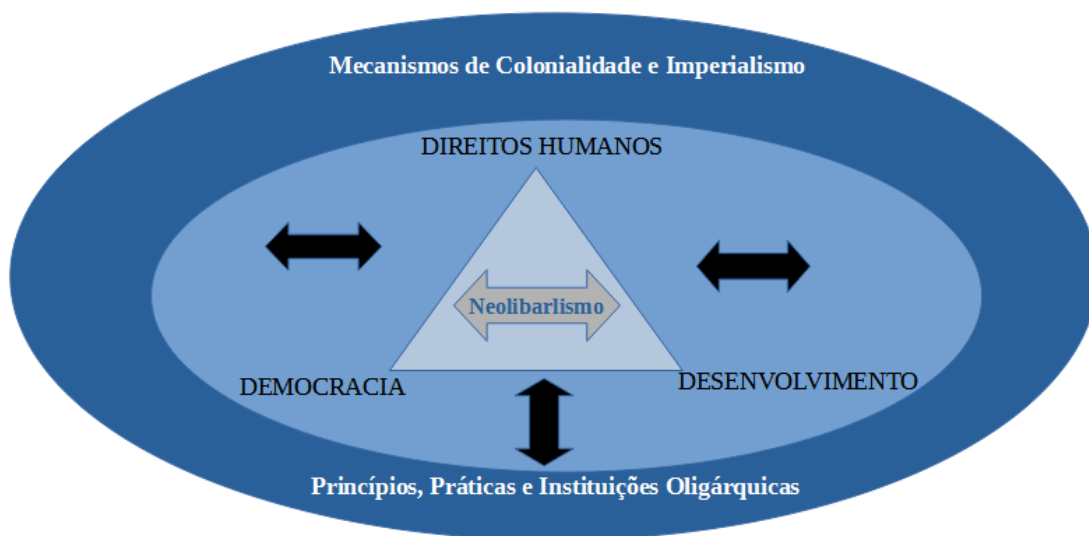 Mecanismos de Colonialidade e Imperialismo
DIREITOS HUMANOS
Neolibarlismo
DEMOCRACIA
DESENVOLVIMENTO
Princípios, Práticas e Instituições Oligárquicas